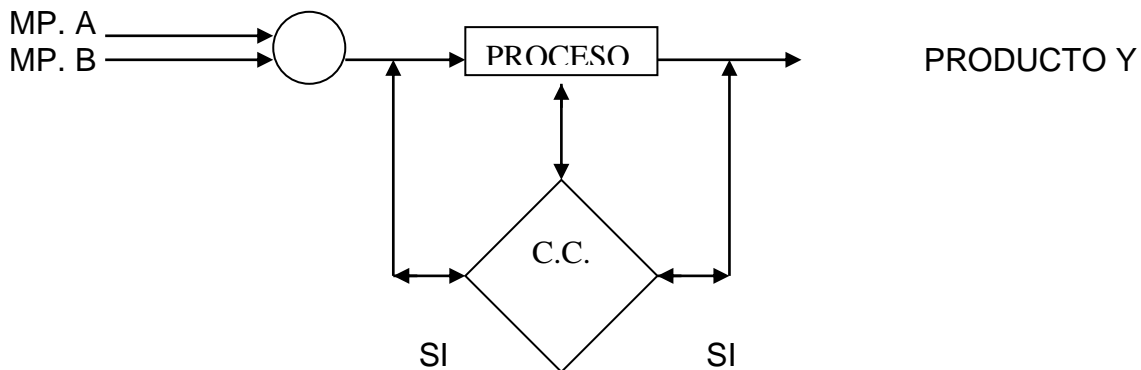 MP. A
MP. B
PROCESO
PRODUCTO Y
C.C.
SI
SI